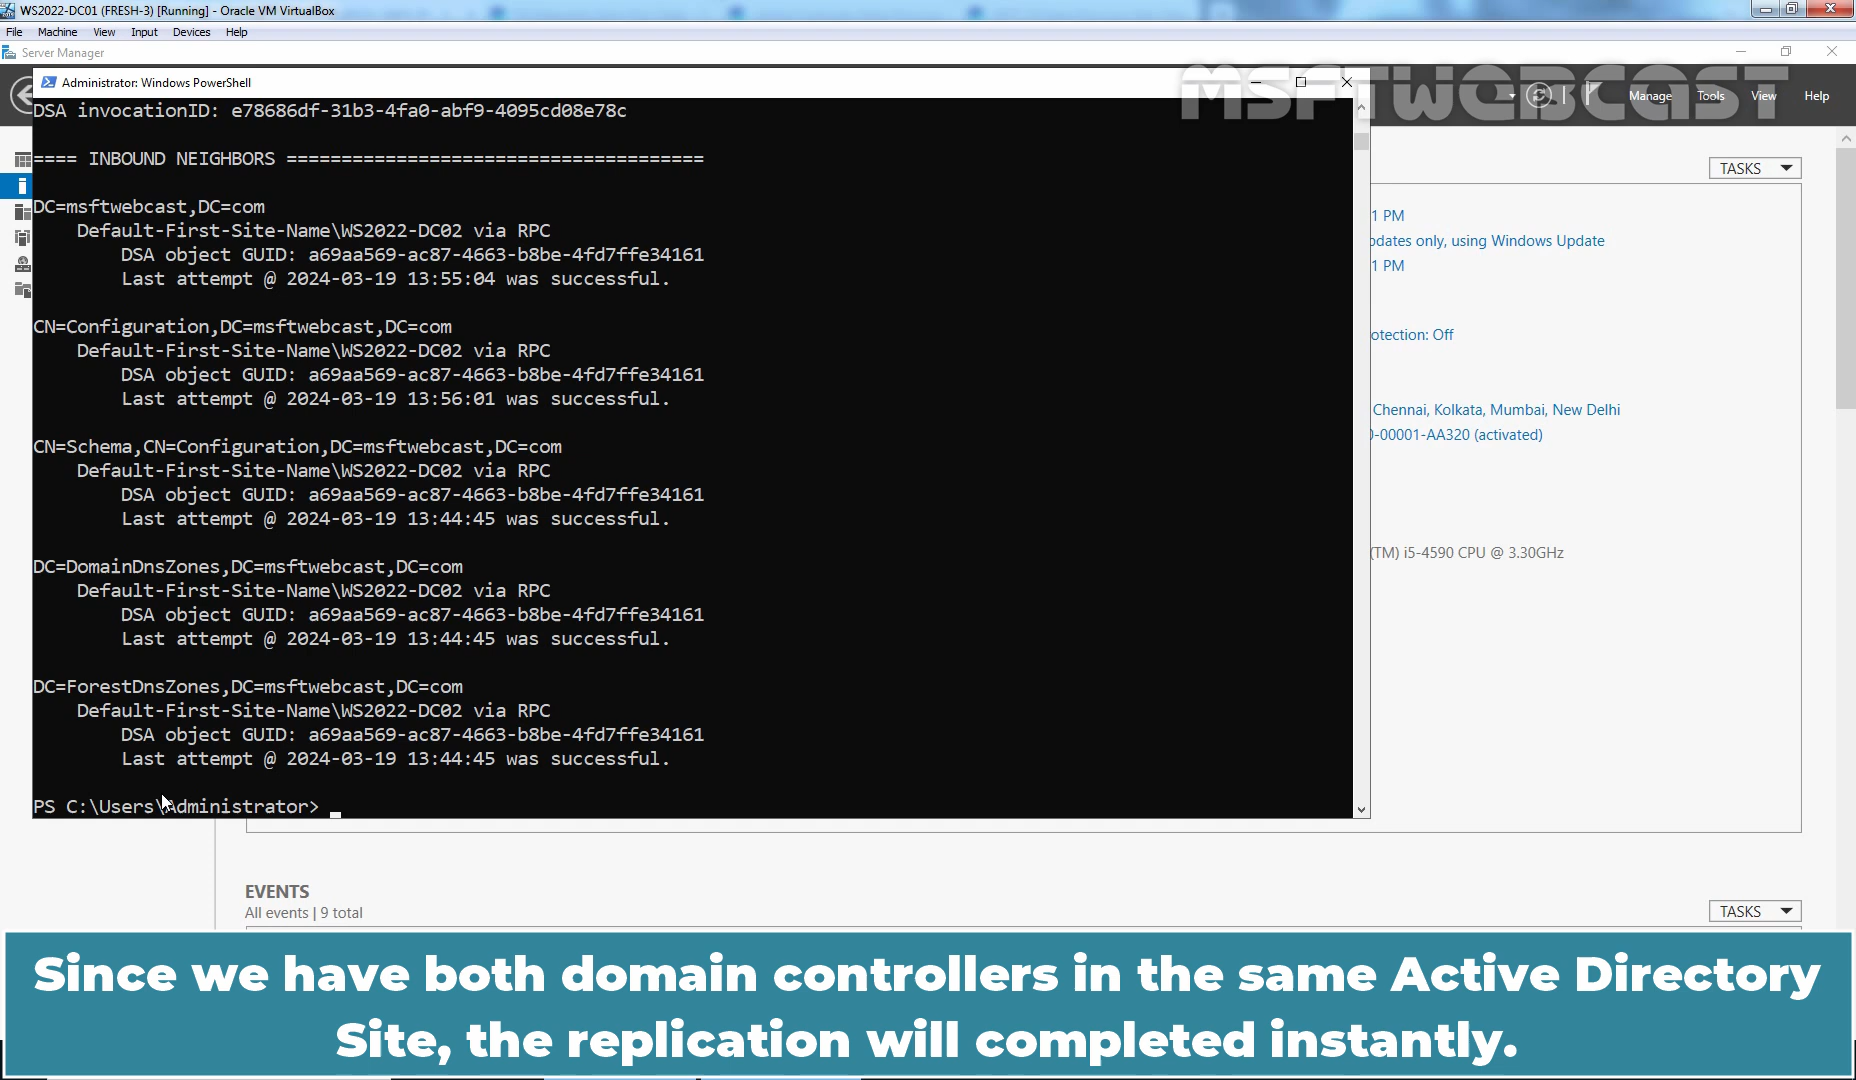 WS2022-DC01 (FRESH-3) [Running] - Oracle VM VirtualBox
File Machine View Input Devices Help
Server Manager
Administrator: Windows PowerShell
MSFTWEBCAST
Manage Tools View Help
DSA invocationID: e78686df-31b3-4fa0-abf9-4095cd08e78c
==== INBOUND NEIGHBORS ======================================
DC=msftwebcast,DC=com
Default-First-Site-Name\WS2022-DC02 via RPC
DSA object GUID: a69aa569-ac87-4663-b8be-4fd7ffe34161
Last attempt @ 2024-03-19 13:55:04 was successful.
CN=Configuration,DC=msftwebcast,DC=com
Default-First-Site-Name\WS2022-DC02 via RPC
DSA object GUID: a69aa569-ac87-4663-b8be-4fd7ffe34161
Last attempt @ 2024-03-19 13:56:01 was successful.
CN=Schema,CN=Configuration,DC=msftwebcast,DC=com
Default-First-Site-Name\WS2022-DC02 via RPC
DSA object GUID: a69aa569-ac87-4663-b8be-4fd7ffe34161
Last attempt @ 2024-03-19 13:44:45 was successful.
DC=DomainDnsZones,DC=msftwebcast,DC=com
Default-First-Site-Name\WS2022-DC02 via RPC
DSA object GUID: a69aa569-ac87-4663-b8be-4fd7ffe34161
Last attempt @ 2024-03-19 13:44:45 was successful.
DC=ForestDnsZones,DC=msftwebcast,DC=com
Default-First-Site-Name\WS2022-DC02 via RPC
DSA object GUID: a69aa569-ac87-4663-b8be-4fd7ffe34161
Last attempt @ 2024-03-19 13:44:45 was successful.
PS C:\Users\Administrator>
TASKS
1 PM
pdates only, using Windows Update
1 PM
otection: Off
Chennai, Kolkata, Mumbai, New Delhi
0-00001-AA320 (activated)
(TM) i5-4590 CPU @ 3.30GHz
EVENTS
All events | 9 total
TASKS
Since we have both domain controllers in the same Active Directory
Site, the replication will completed instantly.